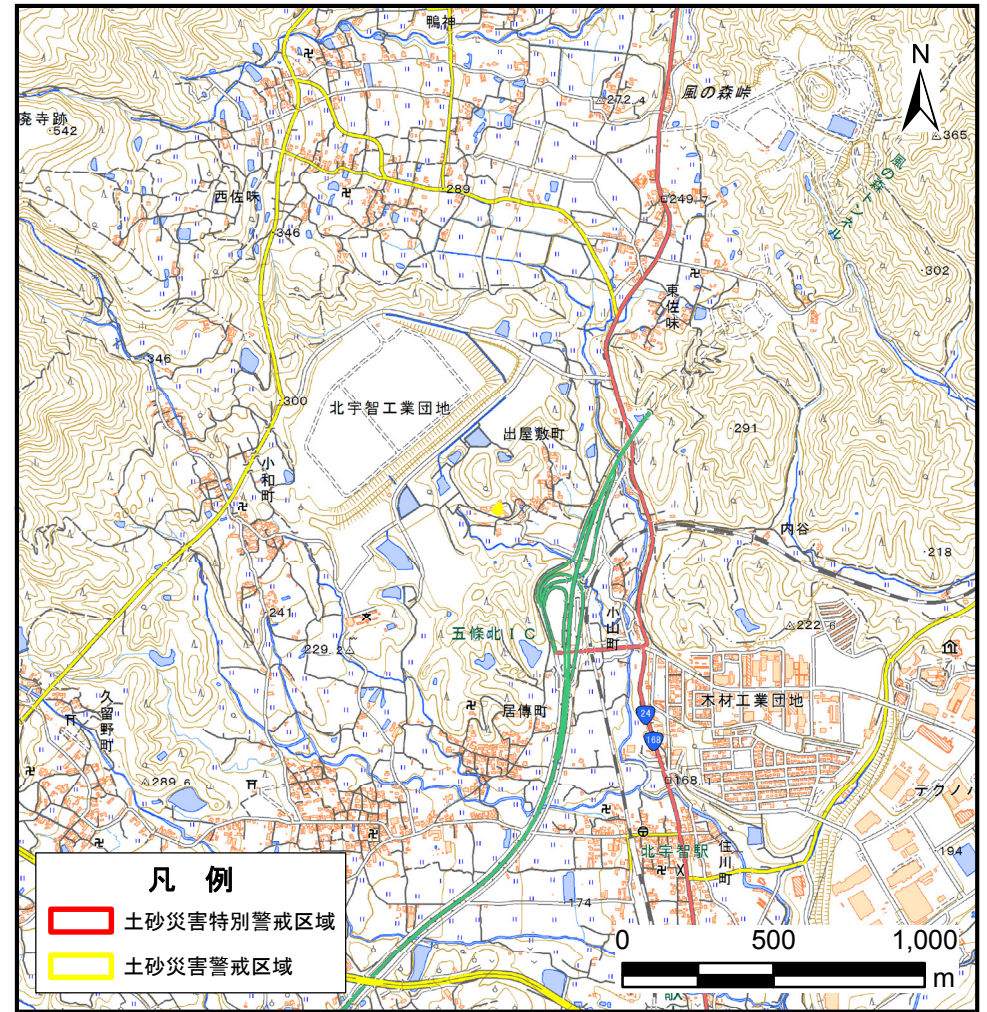 鴨神
N
風の森峠
272.4
廃寺跡
542
365
風の森トンネル
西佐味
289
249.7
346
302
東佐味
346
300
北宇智工業団地
出屋敷町
291
小和町
内谷
218
241
小山町
222.6
五條北IC
229.2
久留野町
居傳町
木材工業団地
24
168
289.6
168.1
テクノパ
北宇智駅
住川町
194
174
凡 例
土砂災害特別警戒区域
土砂災害警戒区域
0 500 1,000
m